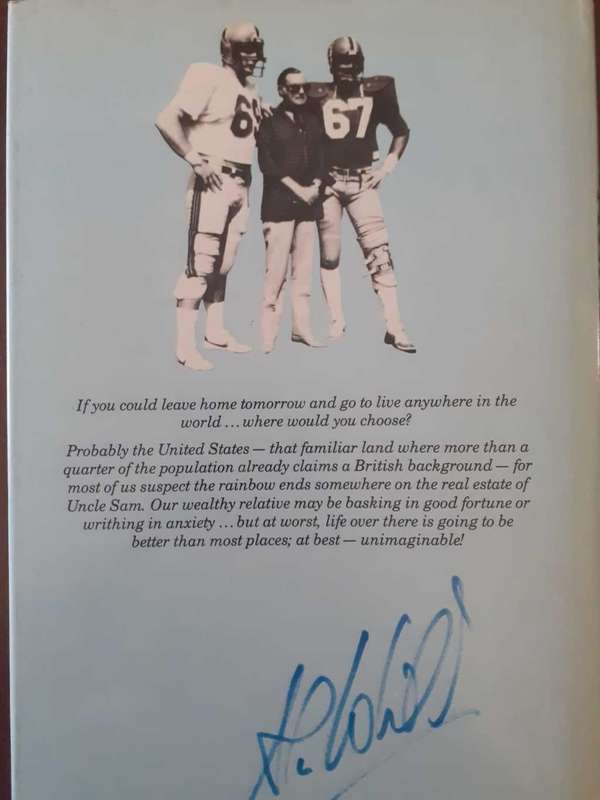 69
67
If you could leave home tomorrow and go to live anywhere in the
world ... where would you choose?
Probably the United States — that familiar land where more than a
quarter of the population already claims a British background — for
most of us suspect the rainbow ends somewhere on the real estate of
Uncle Sam. Our wealthy relative may be basking in good fortune or
writhing in anxiety ... but at worst, life over there is going to be
better than most places; at best — unimaginable!